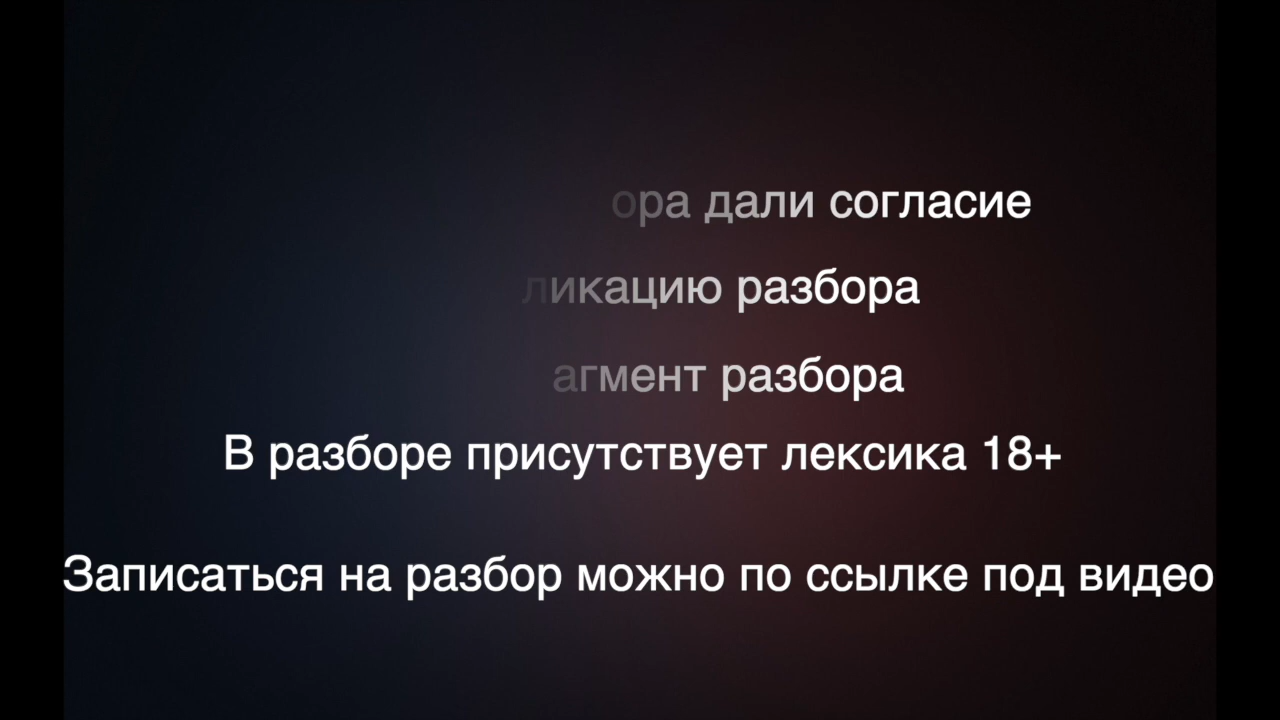 ора дали согласие
ликацию разбора
агмент разбора
В разборе присутствует лексика 18+
Записаться на разбор можно по ссылке под видео